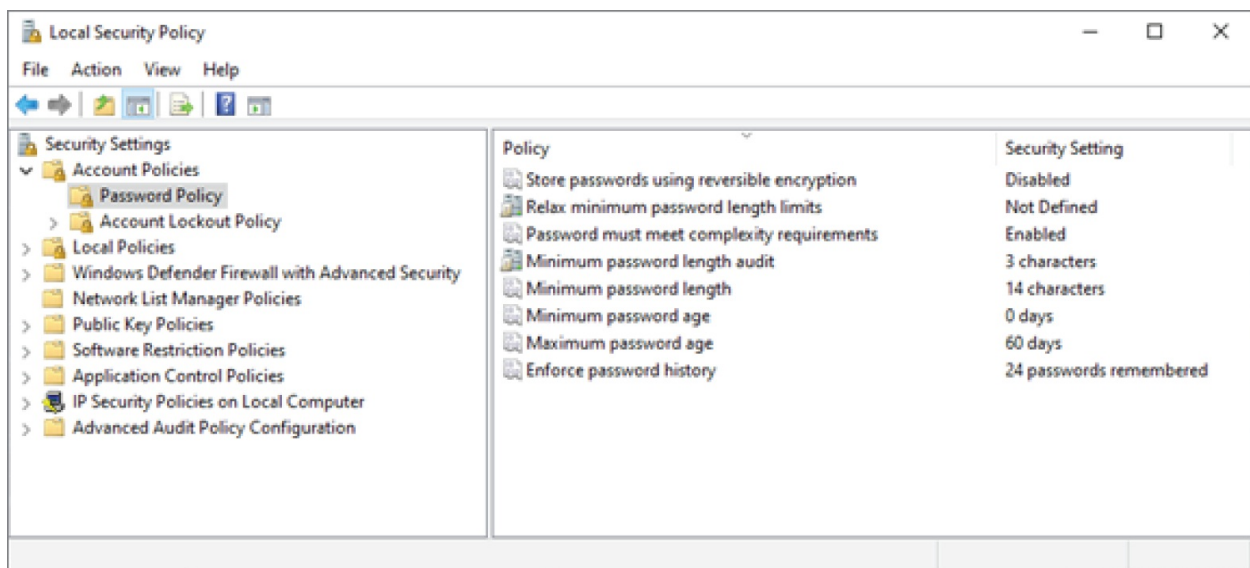 Local Security Policy
File Action View Help
Security Settings
Account Policies
Password Policy
Account Lockout Policy
Local Policies
Windows Defender Firewall with Advanced Security
Network List Manager Policies
Public Key Policies
Software Restriction Policies
Application Control Policies
IP Security Policies on Local Computer
Advanced Audit Policy Configuration
Policy Security Setting
Store passwords using reversible encryption Disabled
Relax minimum password length limits Not Defined
Password must meet complexity requirements Enabled
Minimum password length audit 3 characters
Minimum password length 14 characters
Minimum password age 0 days
Maximum password age 60 days
Enforce password history 24 passwords remembered